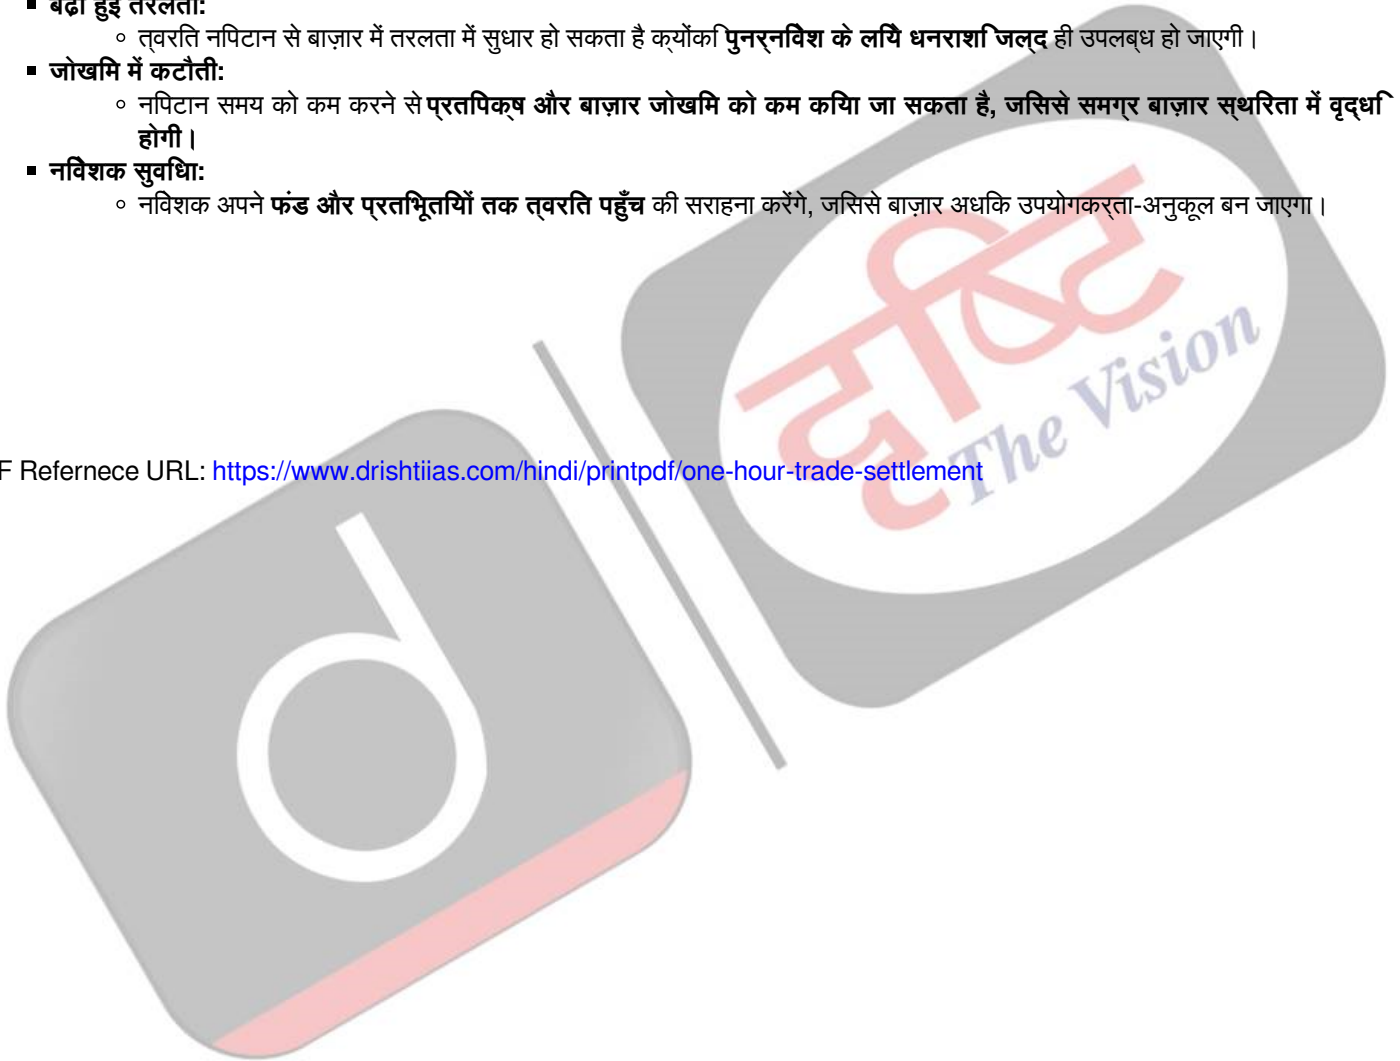 बढ़ी हुई तरलता:
त्वरित निपटान से बाज़ार में तरलता में सुधार हो सकता है क्योंकि पुनर्निवेश के लिये धनराशि जल्द ही उपलब्ध हो जाएगी।
जोखिम में कटौती:
निपटान समय को कम करने से प्रतिपक्ष और बाज़ार जोखिम को कम किया जा सकता है, जिससे समग्र बाज़ार स्थिरता में वृद्धि
होगी।
निवेशक सुविधा:
निवेशक अपने फंड और प्रतिभूतियों तक त्वरित पहुँच की सराहना करेंगे, जिससे बाज़ार अधिक उपयोगकर्ता-अनुकूल बन जाएगा।
दृष्टि
The Vision
F Refernece URL: https://www.drishtiias.com/hindi/printpdf/one-hour-trade-settlement